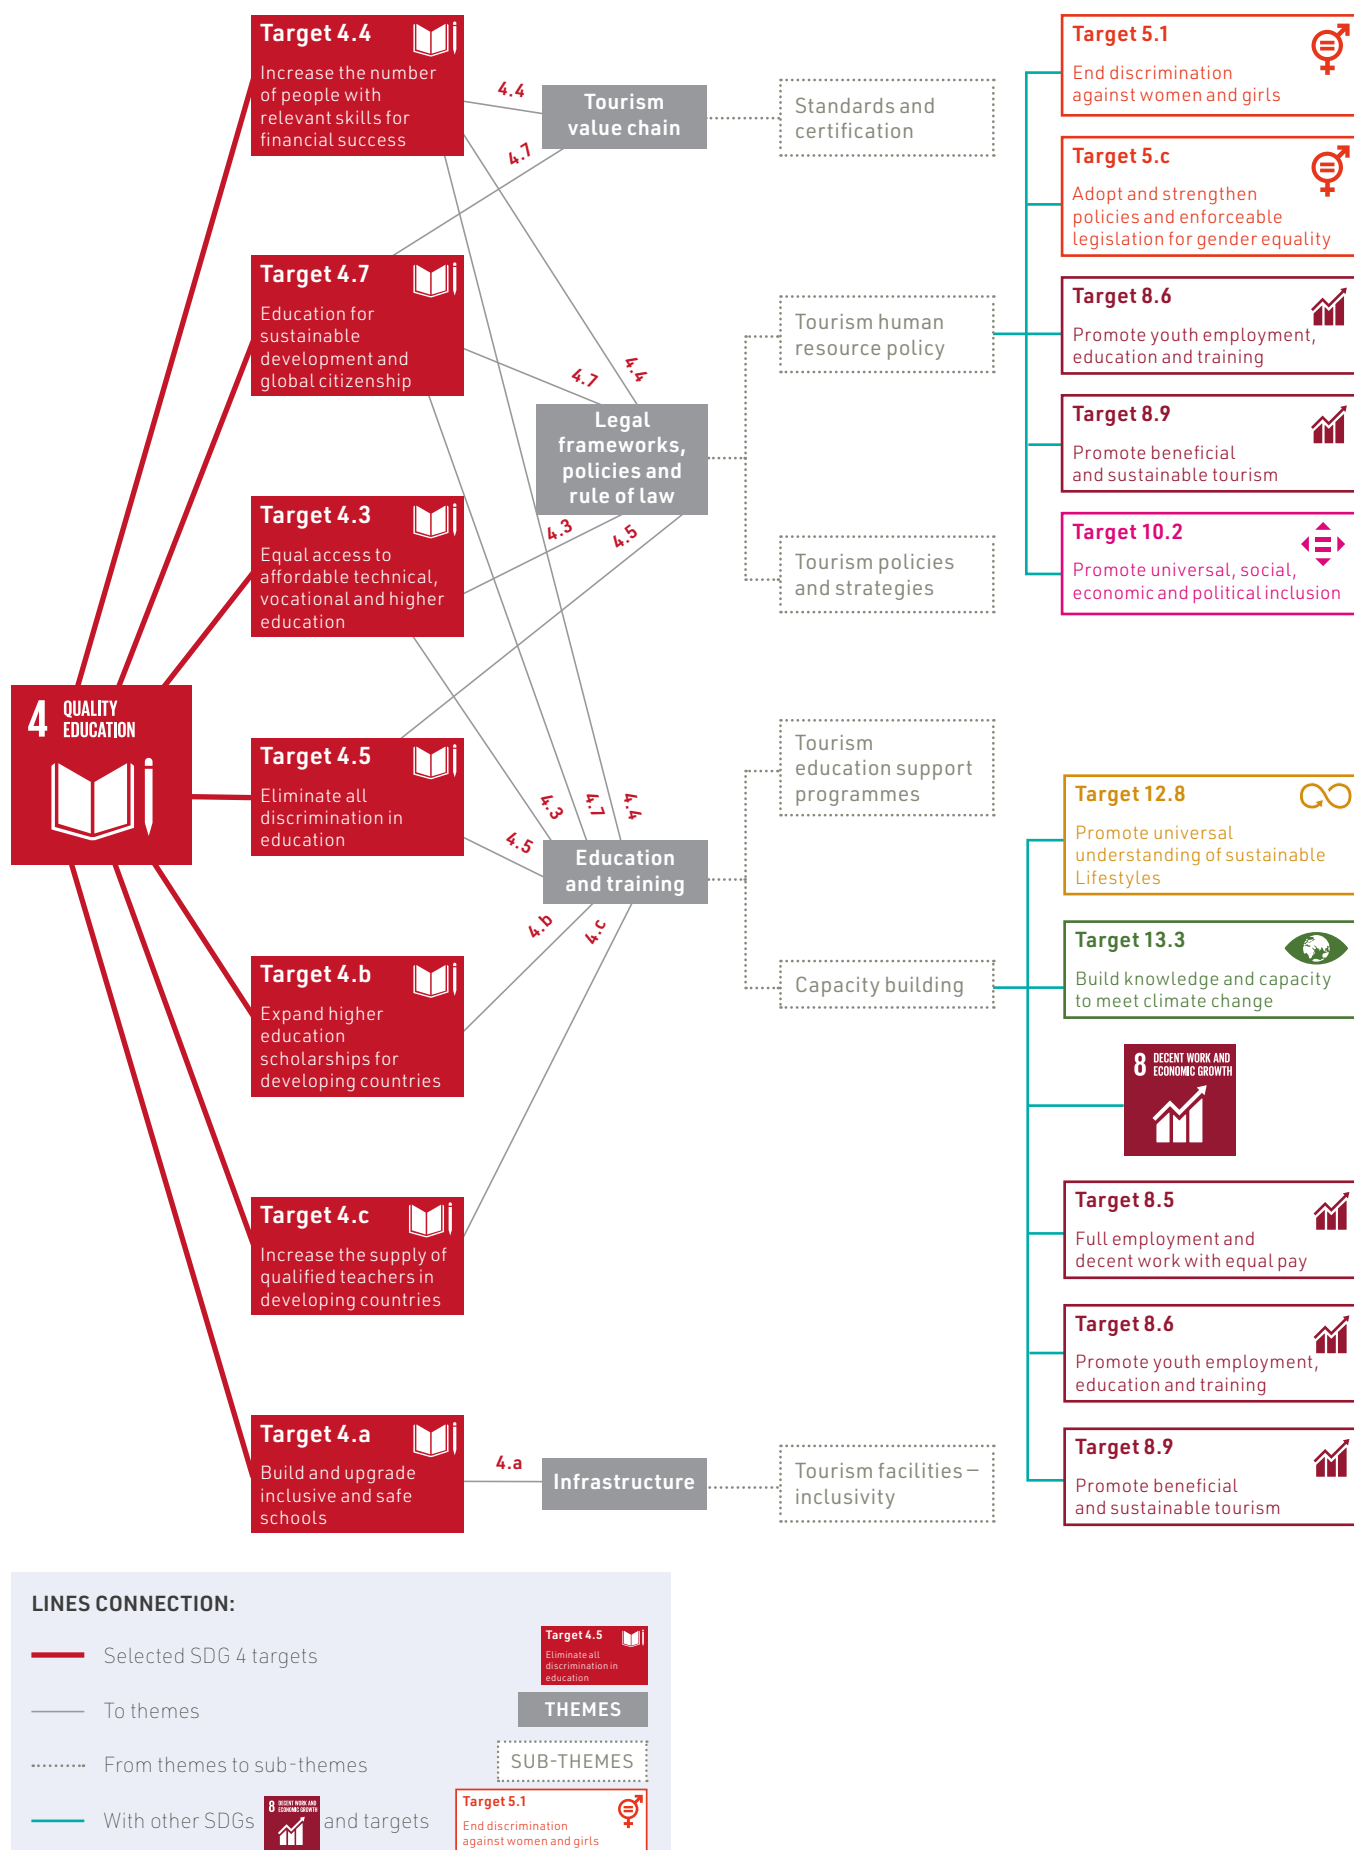 Target 4.4
Increase the number
of people with
relevant skills for
financial success
Target 4.7
Education for
sustainable
development and
global citizenship
Target 4.3
Equal access to
affordable technical,
vocational and higher
education
4 QUALITY
EDUCATION
Target 4.5
Eliminate all
discrimination in
education
Target 4.b
Expand higher
education
scholarships for
developing countries
Target 4.c
Increase the supply of
qualified teachers in
developing countries
Target 4.a
Build and upgrade
inclusive and safe
schools
4.4
4.7
Tourism
value chain
4.7
4.4
Legal
frameworks,
policies and
rule of law
4.3
4.5
4.3
4.7
4.4
4.5
Education
and training
4.b
4.c
4.a
Infrastructure
Standards and
certification
Tourism human
resource policy
Tourism policies
and strategies
Tourism
education support
programmes
Capacity building
Tourism facilities –
inclusivity
Target 5.1
End discrimination
against women and girls
Target 5.c
Adopt and strengthen
policies and enforceable
legislation for gender equality
Target 8.6
Promote youth employment,
education and training
Target 8.9
Promote beneficial
and sustainable tourism
Target 10.2
Promote universal, social,
economic and political inclusion
Target 12.8
Promote universal
understanding of sustainable
Lifestyles
Target 13.3
Build knowledge and capacity
to meet climate change
8 DECENT WORK AND
ECONOMIC GROWTH
Target 8.5
Full employment and
decent work with equal pay
Target 8.6
Promote youth employment,
education and training
Target 8.9
Promote beneficial
and sustainable tourism
LINES CONNECTION:
Selected SDG 4 targets
Target 4.5
Eliminate all
discrimination in
education
To themes
THEMES
From themes to sub-themes
SUB-THEMES
With other SDGs
8 DECENT WORK AND
ECONOMIC GROWTH
and targets
Target 5.1
End discrimination
against women and girls